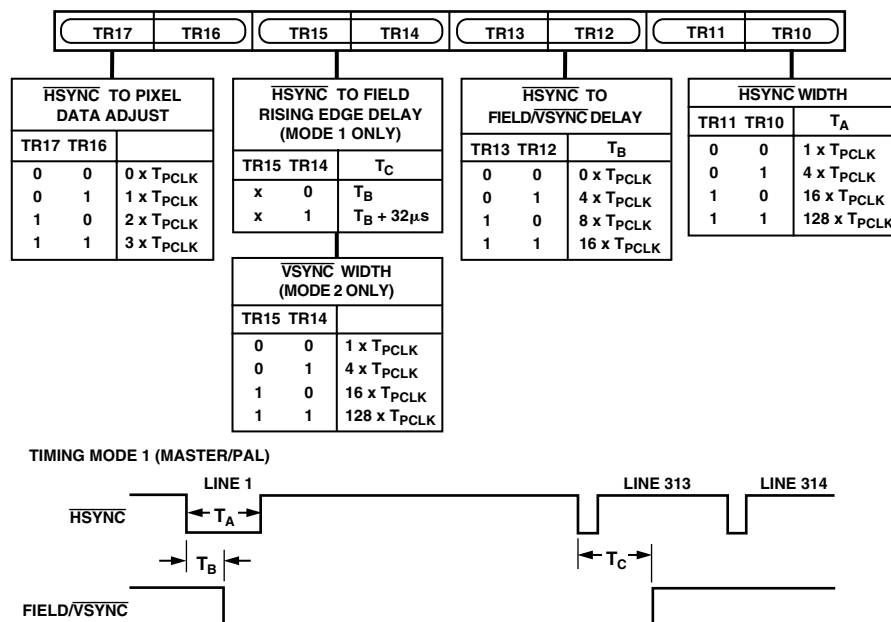 TR17 TR16 TR15 TR14 TR13 TR12 TR11 TR10
HSYNC TO PIXEL
DATA ADJUST
TR17 TR16
0 0 0 x TPCLK
0 1 1 x TPCLK
1 0 2 x TPCLK
1 1 3 x TPCLK
HSYNC TO FIELD
RISING EDGE DELAY
(MODE 1 ONLY)
TR15 TR14 TC
x 0 TB
x 1 TB + 32μs
VSYNC WIDTH
(MODE 2 ONLY)
TR15 TR14
0 0 1 x TPCLK
0 1 4 x TPCLK
1 0 16 x TPCLK
1 1 128 x TPCLK
HSYNC TO
FIELD/VSYNC DELAY
TR13 TR12 TB
0 0 0 x TPCLK
0 1 4 x TPCLK
1 0 8 x TPCLK
1 1 16 x TPCLK
HSYNC WIDTH
TR11 TR10 TA
0 0 1 x TPCLK
0 1 4 x TPCLK
1 0 16 x TPCLK
1 1 128 x TPCLK
TIMING MODE 1 (MASTER/PAL)
LINE 1 LINE 313 LINE 314
HSYNC
TA
TB
TC
FIELD/VSYNC